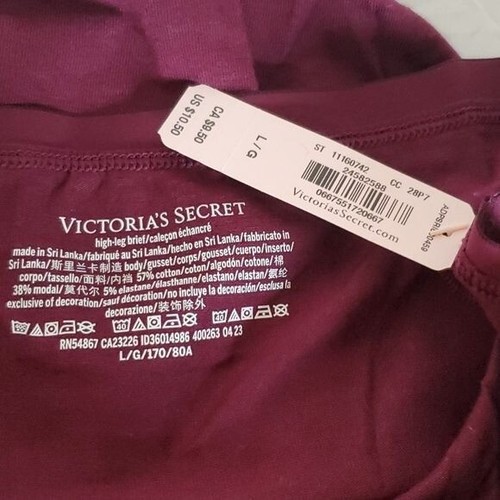 US $10.50
CA $9.50
L / G
ST 11160742
24582588 CC 28P7
0667551720667
VictoriasSecret.com
VICTORIA'S SECRET
high-leg brief/caleçon échancré
made in Sri Lanka/fabriqué au Sri Lanka/hecho en Sri Lanka/fabbricato in
Sri Lanka/斯里兰卡制造 body/gusset/corps/gousset/cuerpo/inserto/
corpo/tassello/面料/内裆 57% cotton/coton/algodón/cotone/棉
38% modal/莫代尔 5% elastane/élasthanne/elastano/elastan/氨纶
exclusive of decoration/sauf décoration/no incluye la decoración/esclusa la
decorazione/装饰除外
40 40 40
RN54867 CA23226 ID36014986 400263 04 23
L/G/170/80A